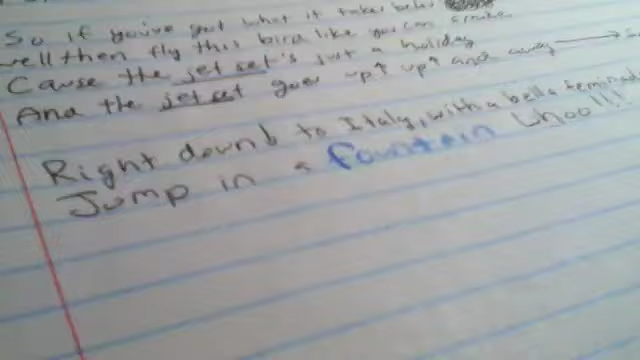 So if you've got what it takes babe
well then fly this bird like you can
Cause the jet set's just a holiday
And the jet set goes up↑ up↑ and away →
Right down↓ to Italy, with a bella femina
Jump in a fountain Whoo!!!